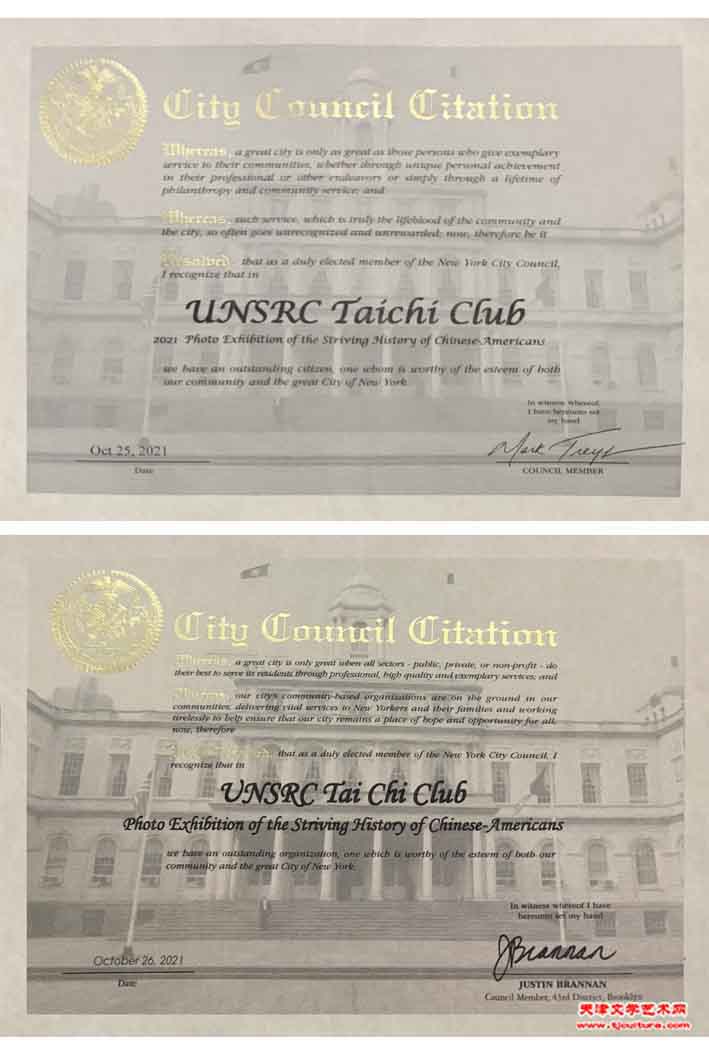 City Council Citation
Whereas, a great city is only as great as those persons who give exemplary
service to their communities, whether through unique personal achievement
in their professional or other endeavors or simply through a lifetime of
philanthropy and community service; and
Whereas, such service, which is truly the lifeblood of the community and
the city, so often goes unrecognized and unrewarded; now, therefore be it
Resolved, that as a duly elected member of the New York City Council,
I recognize that in
UNSRC Taichi Club
2021 Photo Exhibition of the Striving History of Chinese-Americans
we have an outstanding citizen, one whom is worthy of the esteem of both
our community and the great City of New York.
In witness whereof,
I have hereunto set
my hand
Oct 25, 2021
Date
Mark Treyger
COUNCIL MEMBER
City Council Citation
Whereas, a great city is only great when all sectors - public, private, or non-profit - do
their best to serve its residents through professional, high quality and exemplary services; and
Whereas, our city's community-based organizations are on the ground in our
communities, delivering vital services to New Yorkers and their families and working
tirelessly to help ensure that our city remains a place of hope and opportunity for all,
now, therefore
that as a duly elected member of the New York City Council, I
recognize that in
UNSRC Tai Chi Club
Photo Exhibition of the Striving History of Chinese-Americans
we have an outstanding organization, one which is worthy of the esteem of both our
community and the great City of New York.
In witness whereof I have
hereunto set my hand
October 26, 2021
Date
JBrannan
JUSTIN BRANNAN
Council Member, 43rd District, Brooklyn
天津文学艺术网
www.tjculture.com